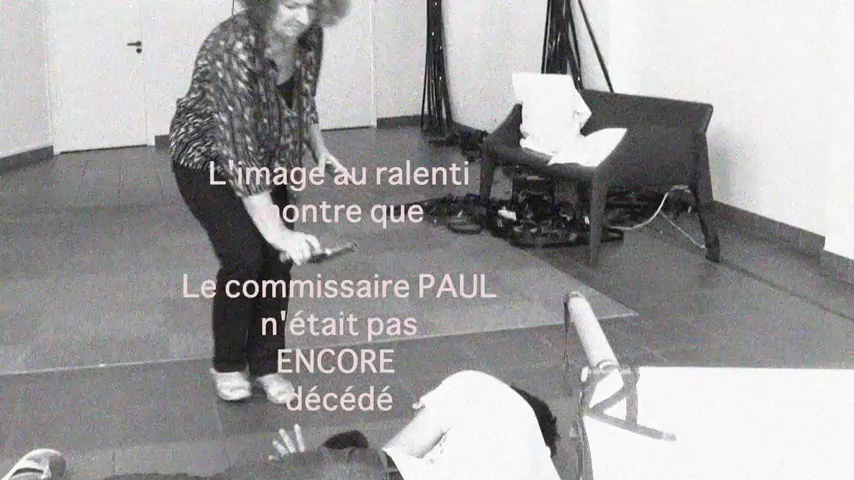 L'image au ralenti
montre que
Le commissaire PAUL
n'était pas
ENCORE
décédé